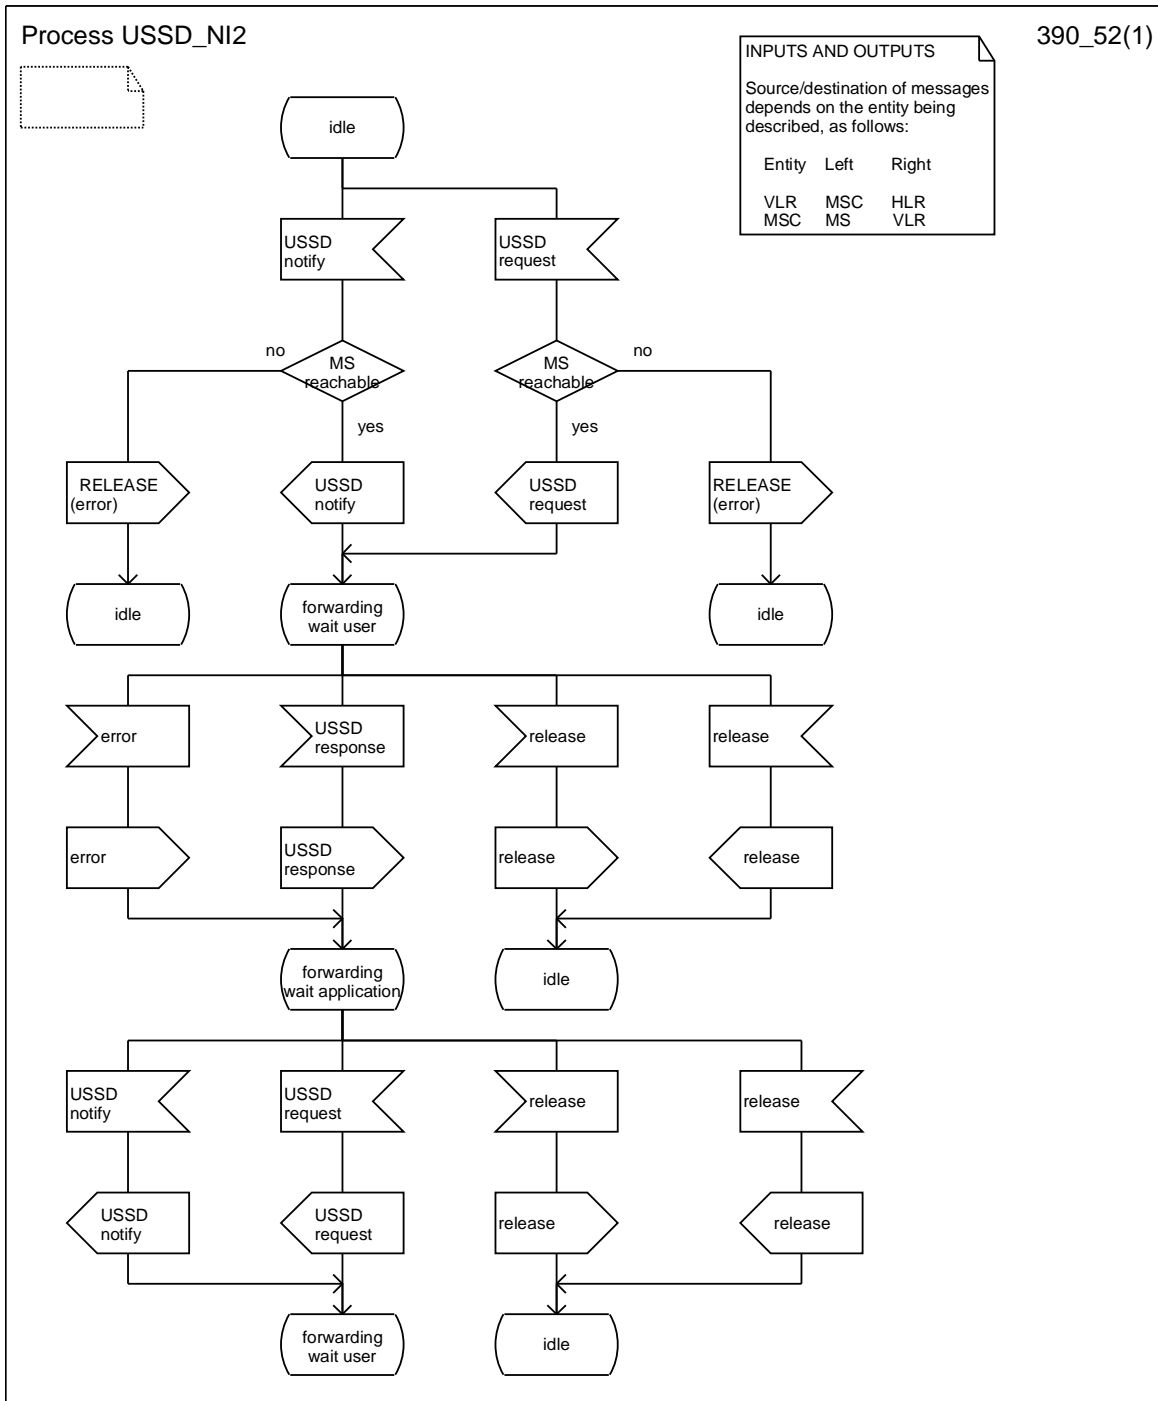 Process USSD_NI2
390_52(1)
INPUTS AND OUTPUTS
Source/destination of messages
depends on the entity being
described, as follows:
Entity Left Right
VLR MSC HLR
MSC MS VLR
idle
USSD
notify
USSD
request
no
MS
reachable
yes
MS
reachable
no
yes
RELEASE
(error)
USSD
notify
USSD
request
RELEASE
(error)
idle
forwarding
wait user
idle
error
USSD
response
release
release
error
USSD
response
release
release
forwarding
wait application
idle
USSD
notify
USSD
request
release
release
USSD
notify
USSD
request
release
release
forwarding
wait user
idle